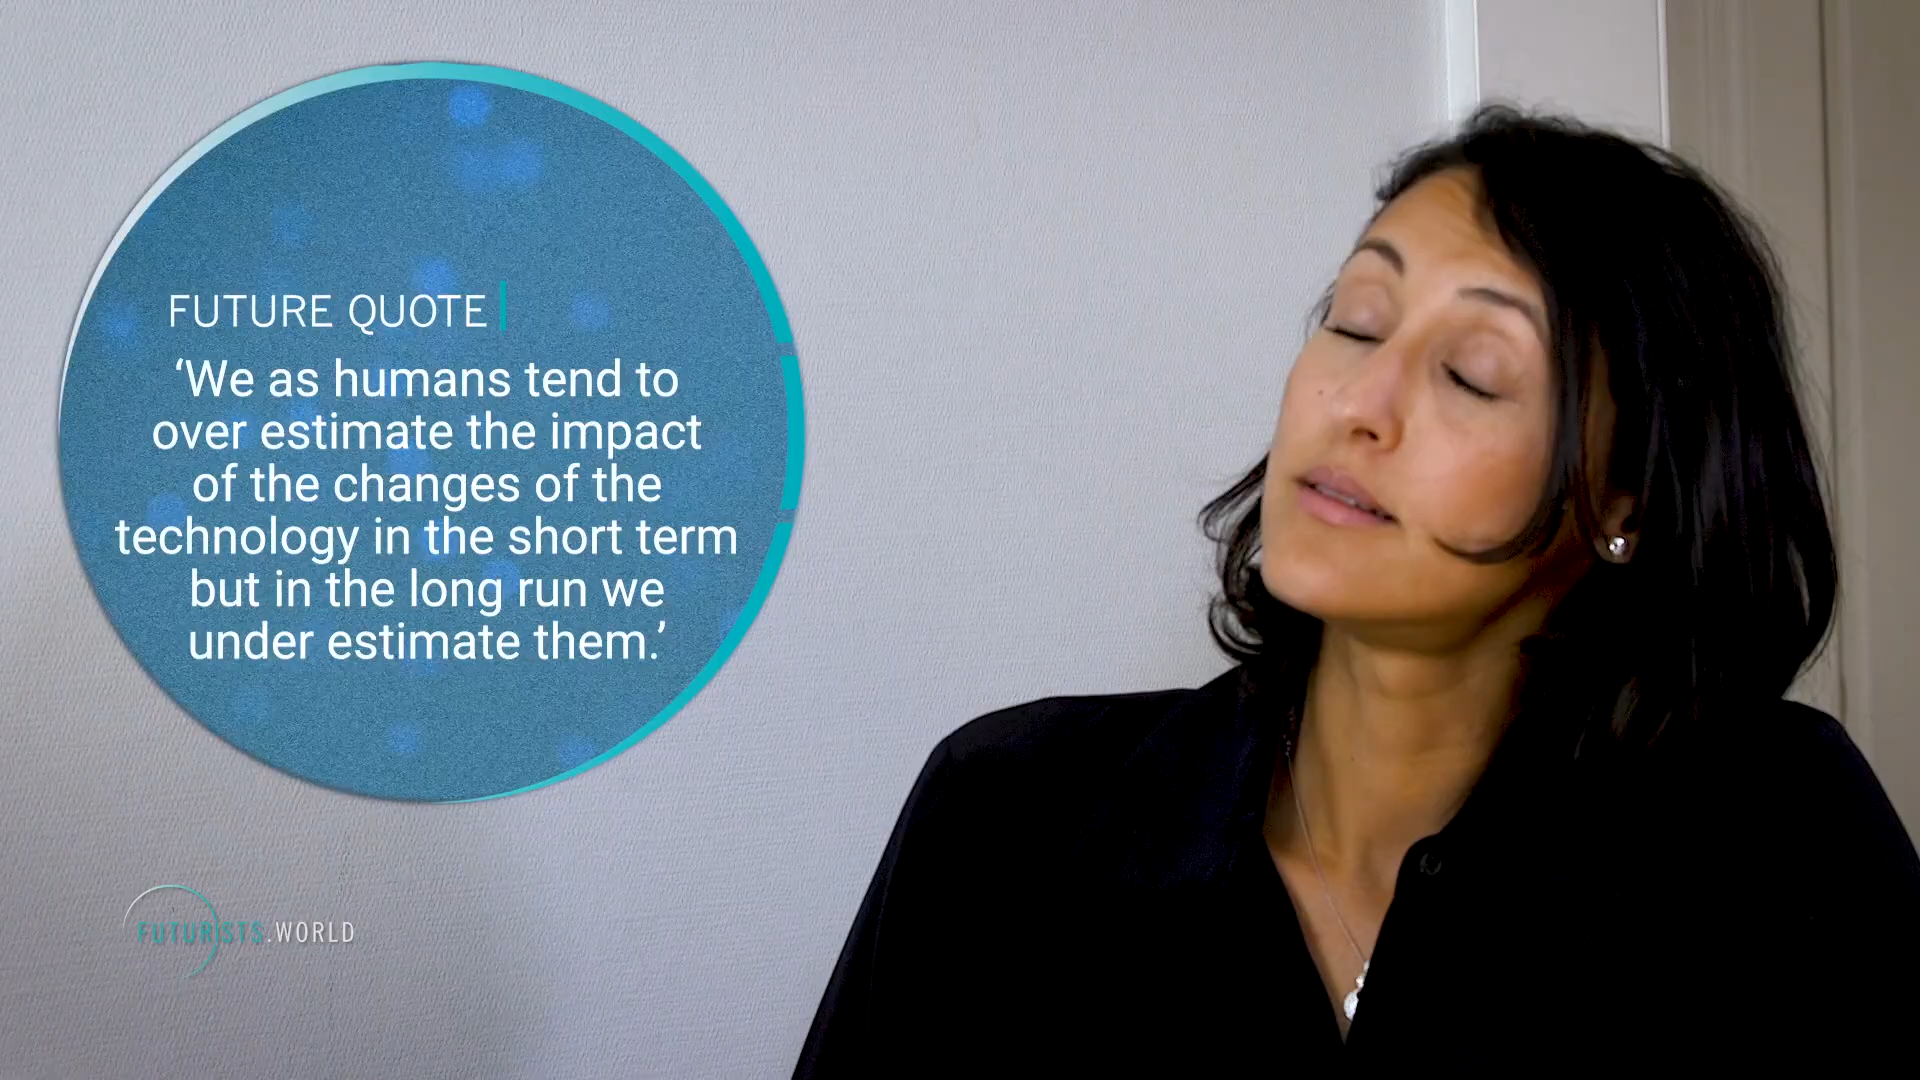 FUTURE QUOTE
‘We as humans tend to
over estimate the impact
of the changes of the
technology in the short term
but in the long run we
under estimate them.’
FUTURISTS.WORLD